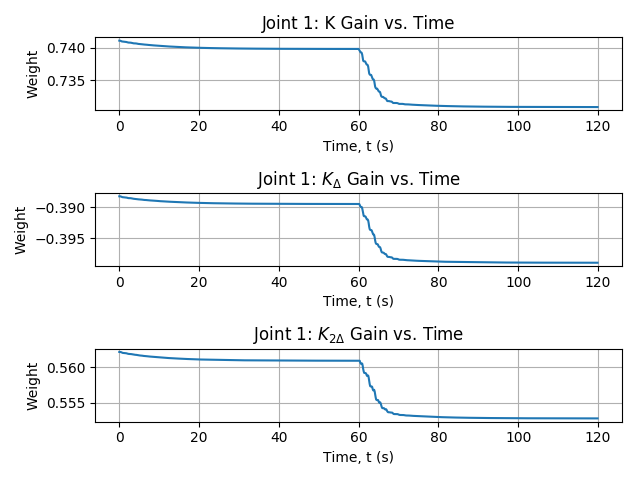 Joint 1: K Gain vs. Time
0.740
0.735
Weight
0 20 40 60 80 100 120
Time, t (s)
Joint 1: K_Δ Gain vs. Time
−0.390
−0.395
Weight
0 20 40 60 80 100 120
Time, t (s)
Joint 1: K_2Δ Gain vs. Time
0.560
0.555
Weight
0 20 40 60 80 100 120
Time, t (s)